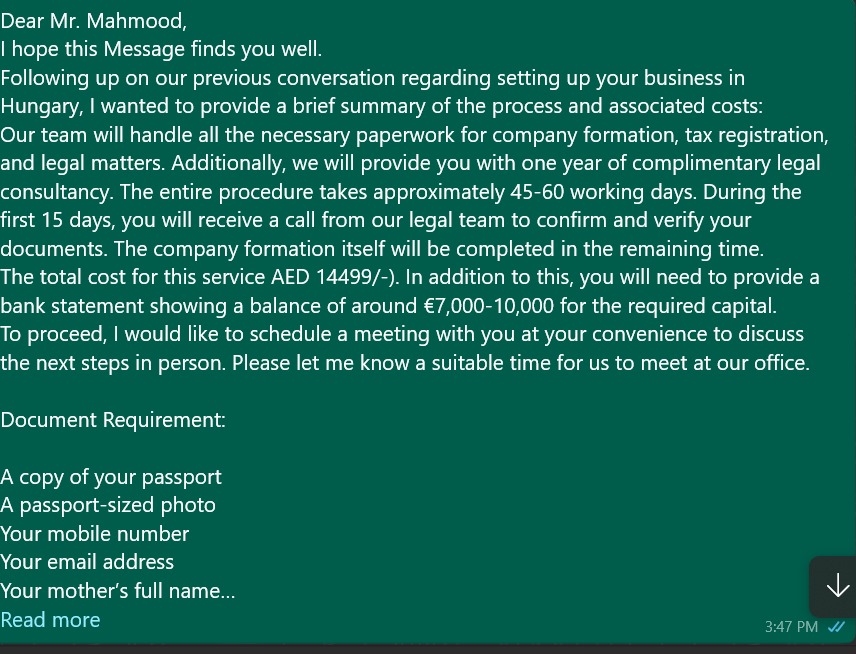 Dear Mr. Mahmood,
I hope this Message finds you well.
Following up on our previous conversation regarding setting up your business in
Hungary, I wanted to provide a brief summary of the process and associated costs:
Our team will handle all the necessary paperwork for company formation, tax registration,
and legal matters. Additionally, we will provide you with one year of complimentary legal
consultancy. The entire procedure takes approximately 45-60 working days. During the
first 15 days, you will receive a call from our legal team to confirm and verify your
documents. The company formation itself will be completed in the remaining time.
The total cost for this service AED 14499/-). In addition to this, you will need to provide a
bank statement showing a balance of around €7,000-10,000 for the required capital.
To proceed, I would like to schedule a meeting with you at your convenience to discuss
the next steps in person. Please let me know a suitable time for us to meet at our office.
Document Requirement:
A copy of your passport
A passport-sized photo
Your mobile number
Your email address
Your mother’s full name...
Read more
3:47 PM